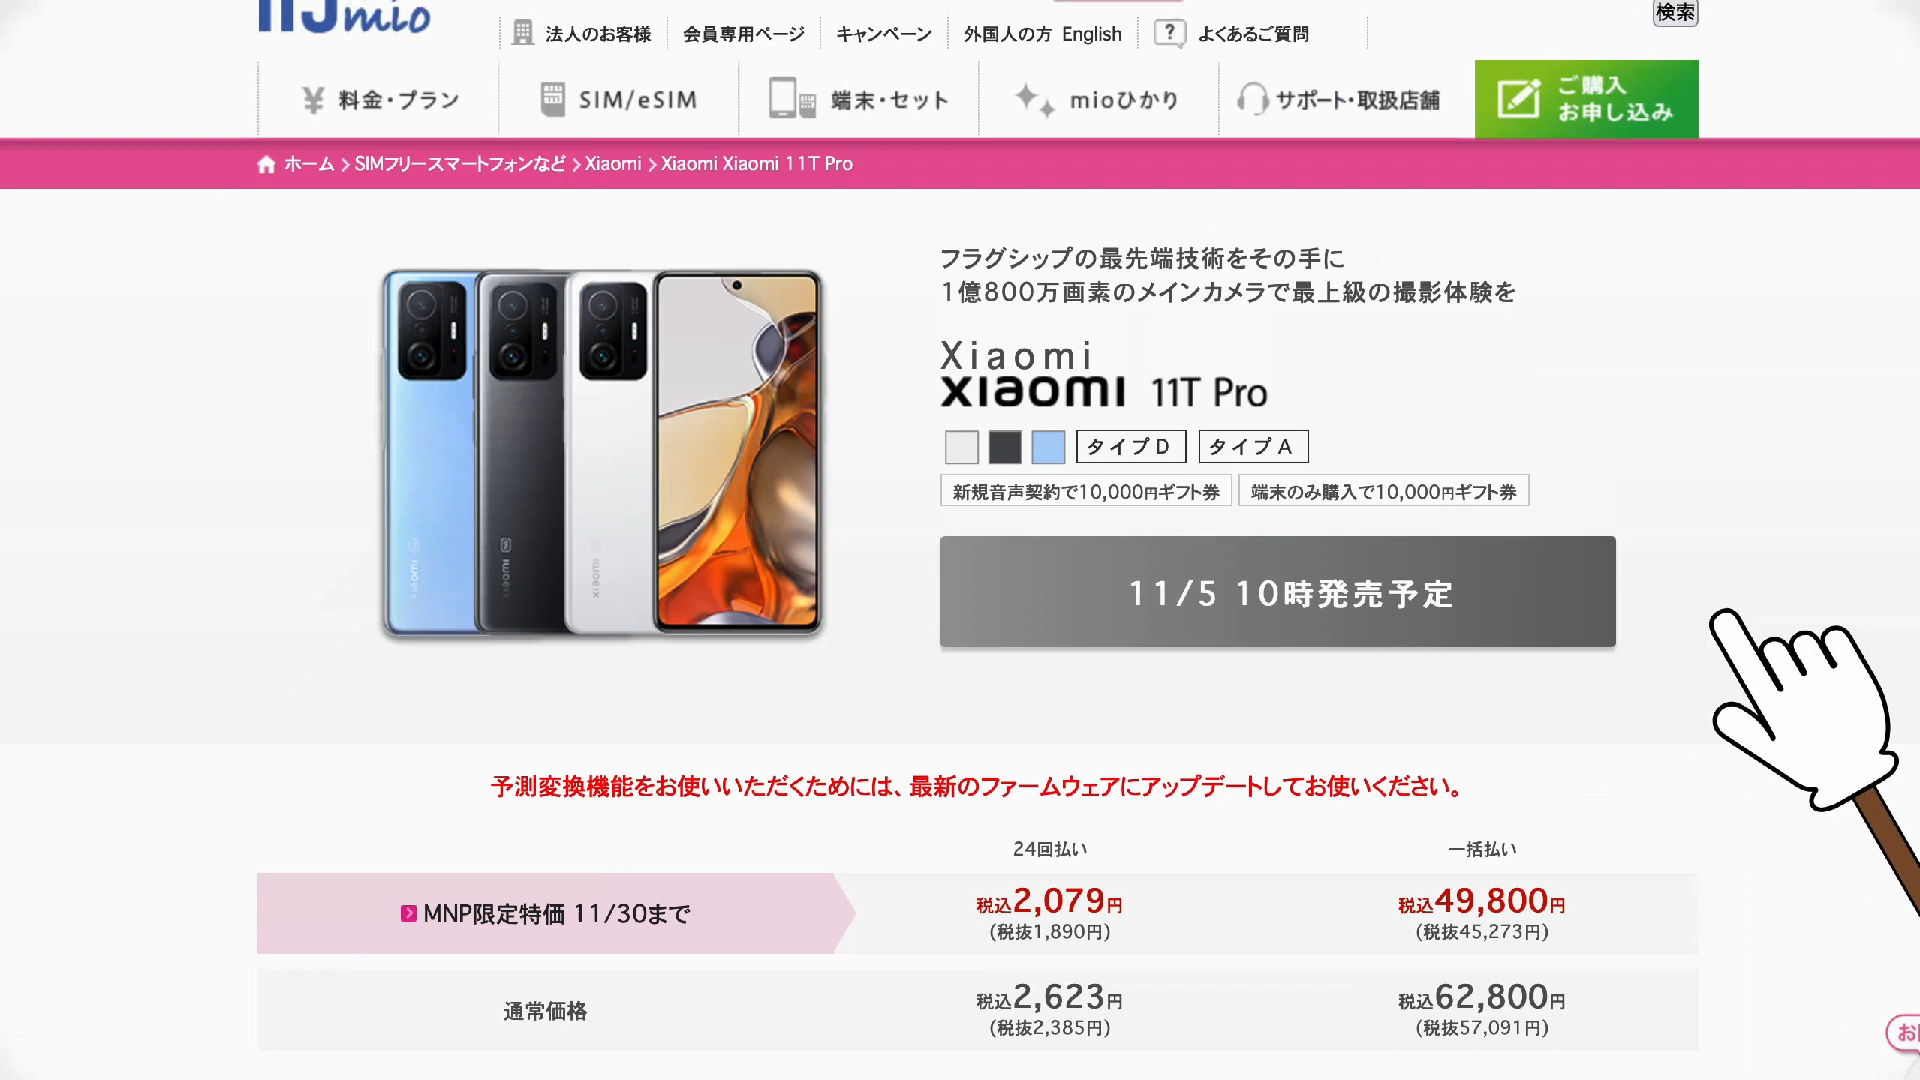 IIJmio
検索
法人のお客様
会員専用ページ
キャンペーン
外国人の方 English
よくあるご質問
¥ 料金・プラン
SIM/eSIM
端末・セット
mioひかり
サポート・取扱店舗
ご購入
お申し込み
ホーム > SIMフリースマートフォンなど > Xiaomi > Xiaomi Xiaomi 11T Pro
フラグシップの最先端技術をその手に
1億800万画素のメインカメラで最上級の撮影体験を
Xiaomi
xiaomi 11T Pro
タイプD
タイプA
新規音声契約で10,000円ギフト券
端末のみ購入で10,000円ギフト券
11/5 10時発売予定
xiaomi
xiaomi
xiaomi
予測変換機能をお使いいただくためには、最新のファームウェアにアップデートしてお使いください。
24回払い
一括払い
MNP限定特価 11/30まで
税込2,079円
(税抜1,890円)
税込49,800円
(税抜45,273円)
通常価格
税込2,623円
(税抜2,385円)
税込62,800円
(税抜57,091円)